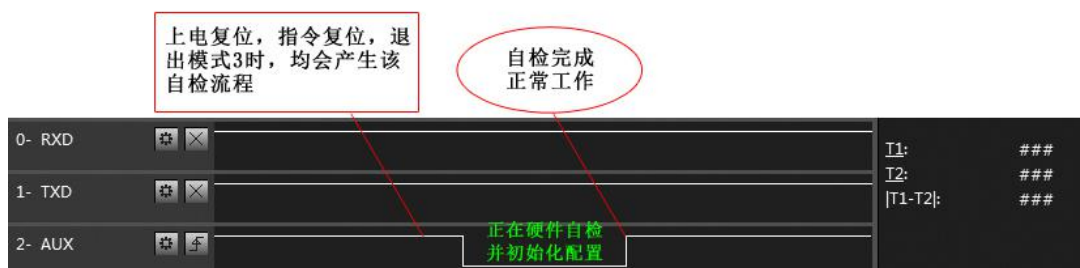 上电复位，指令复位，退
出模式3时，均会产生该
自检流程
自检完成
正常工作
0- RXD
1- TXD
2- AUX
正在硬件自检
并初始化配置
T1: ###
T2: ###
|T1-T2|: ###